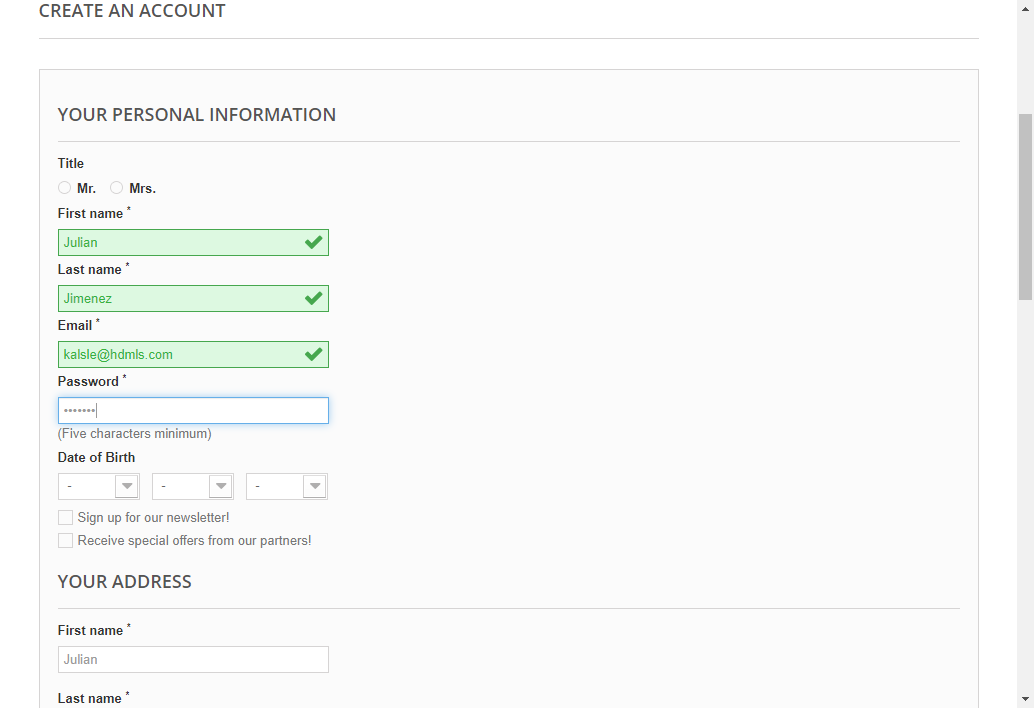 CREATE AN ACCOUNT
YOUR PERSONAL INFORMATION
Title
Mr. Mrs.
First name *
Julian
Last name *
Jimenez
Email *
kalsle@hdmls.com
Password *
•••••••
(Five characters minimum)
Date of Birth
- - -
Sign up for our newsletter!
Receive special offers from our partners!
YOUR ADDRESS
First name *
Julian
Last name *